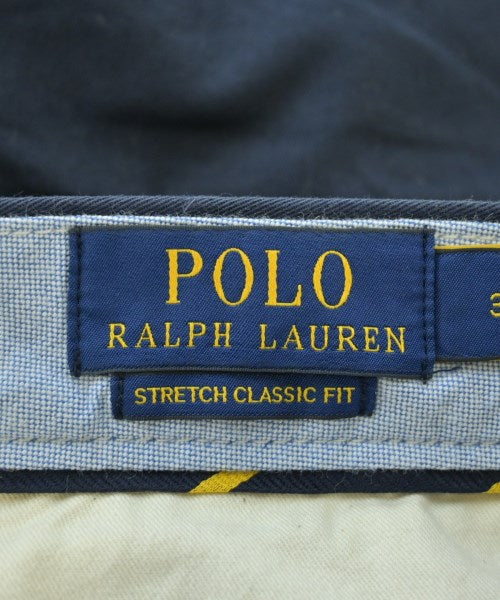 POLO
RALPH LAUREN
STRETCH CLASSIC FIT